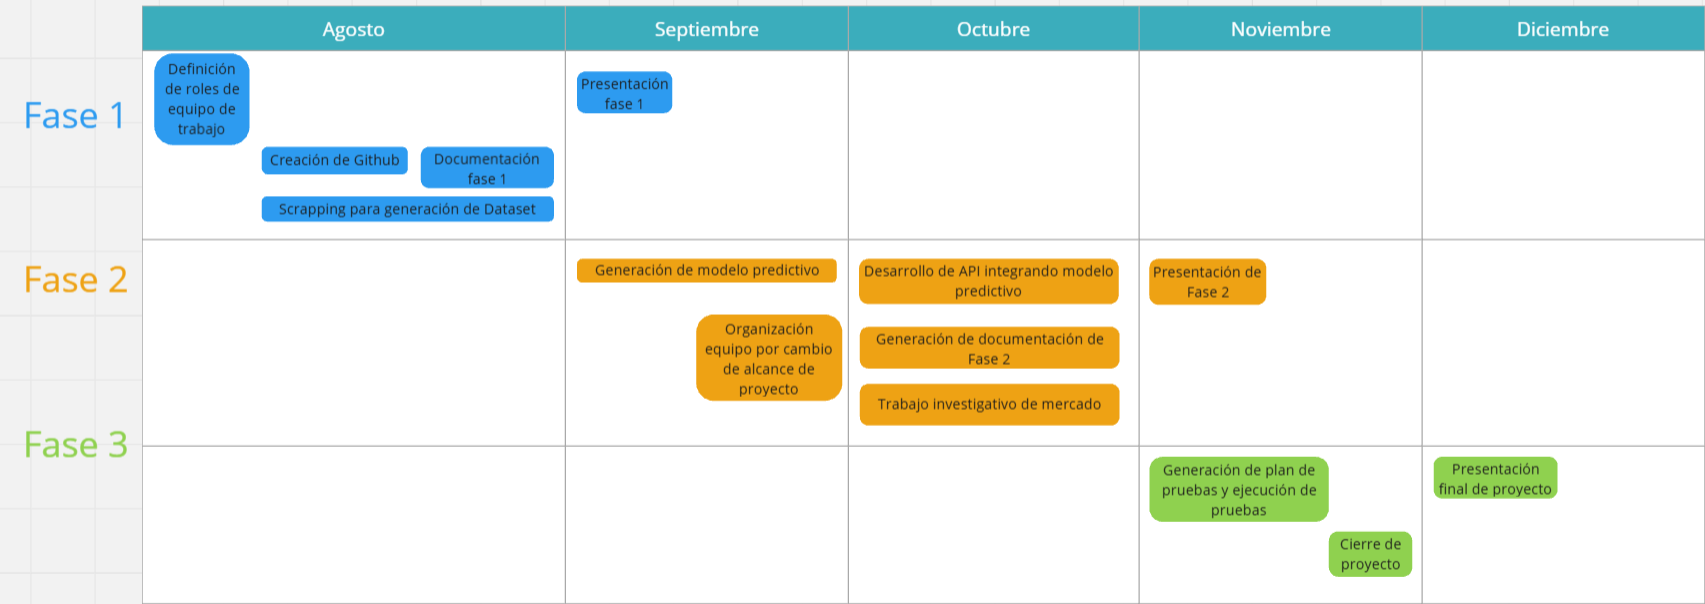 Agosto
Septiembre
Octubre
Noviembre
Diciembre
Fase 1
Definición
de roles de
equipo de
trabajo
Creación de Github
Documentación
fase 1
Scrapping para generación de Dataset
Presentación
fase 1
Fase 2
Generación de modelo predictivo
Organización
equipo por cambio
de alcance de
proyecto
Desarrollo de API integrando modelo
predictivo
Generación de documentación de
Fase 2
Trabajo investigativo de mercado
Presentación de
Fase 2
Fase 3
Generación de plan de
pruebas y ejecución de
pruebas
Cierre de
proyecto
Presentación
final de proyecto